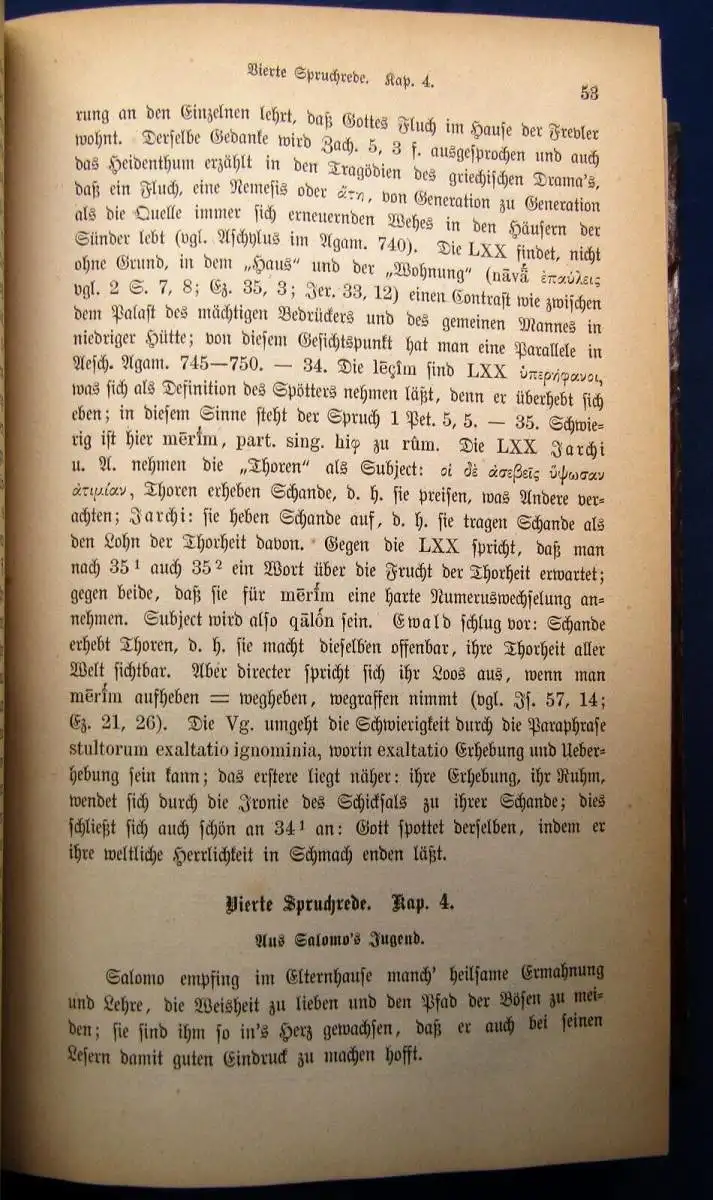 Vierte Spruchrede. Kap. 4.
53
rung an den Einzelnen lehrt, daß Gottes Fluch im Hause der Frevler
wohnt. Derselbe Gedanke wird Zach. 5, 3 f. ausgesprochen und auch
das Heidenthum erzählt in den Tragödien des griechischen Drama's,
daß ein Fluch, eine Nemesis oder ἄτη, von Generation zu Generation
als die Quelle immer sich erneuernden Wehes in den Häusern der
Sünder lebt (vgl. Aschylus im Agam. 740). Die LXX findet, nicht
ohne Grund, in dem „Haus“ und der „Wohnung“ (nāvā́ ἐπαύλεις
vgl. 2 S. 7, 8; Ez. 35, 3; Jer. 33, 12) einen Contrast wie zwischen
dem Palast des mächtigen Bedrückers und des gemeinen Mannes in
niedriger Hütte; von diesem Gesichtspunkt hat man eine Parallele in
Aesch. Agam. 745—750. — 34. Die lēçîm sind LXX ὑπερήφανοι,
was sich als Definition des Spötters nehmen läßt, denn er überhebt sich
eben; in diesem Sinne steht der Spruch 1 Pet. 5, 5. — 35. Schwie=
rig ist hier mērī́m, part. sing. hiφ zu rûm. Die LXX Jarchi
u. A. nehmen die „Thoren“ als Subject: οἱ δὲ ἀσεβεῖς ὕψωσαν
ἀτιμίαν, Thoren erheben Schande, d. h. sie preisen, was Andere ver=
achten; Jarchi: sie heben Schande auf, d. h. sie tragen Schande als
den Lohn der Thorheit davon. Gegen die LXX spricht, daß man
nach 35¹ auch 35² ein Wort über die Frucht der Thorheit erwartet;
gegen beide, daß sie für mērī́m eine harte Numeruswechselung an=
nehmen. Subject wird also qālṓn sein. Ewald schlug vor: Schande
erhebt Thoren, d. h. sie macht dieselben offenbar, ihre Thorheit aller
Welt sichtbar. Aber directer spricht sich ihr Loos aus, wenn man
mērī́m aufheben = wegheben, wegraffen nimmt (vgl. Js. 57, 14;
Ez. 21, 26). Die Vg. umgeht die Schwierigkeit durch die Paraphrase
stultorum exaltatio ignominia, worin exaltatio Erhebung und Ueber=
hebung sein kann; das erstere liegt näher: ihre Erhebung, ihr Ruhm,
wendet sich durch die Ironie des Schicksals zu ihrer Schande; dies
schließt sich auch schön an 34¹ an: Gott spottet derselben, indem er
ihre weltliche Herrlichkeit in Schmach enden läßt.
Vierte Spruchrede. Kap. 4.
Aus Salomo's Jugend.
Salomo empfing im Elternhause manch' heilsame Ermahnung
und Lehre, die Weisheit zu lieben und den Pfad der Bösen zu mei=
den; sie sind ihm so in's Herz gewachsen, daß er auch bei seinen
Lesern damit guten Eindruck zu machen hofft.